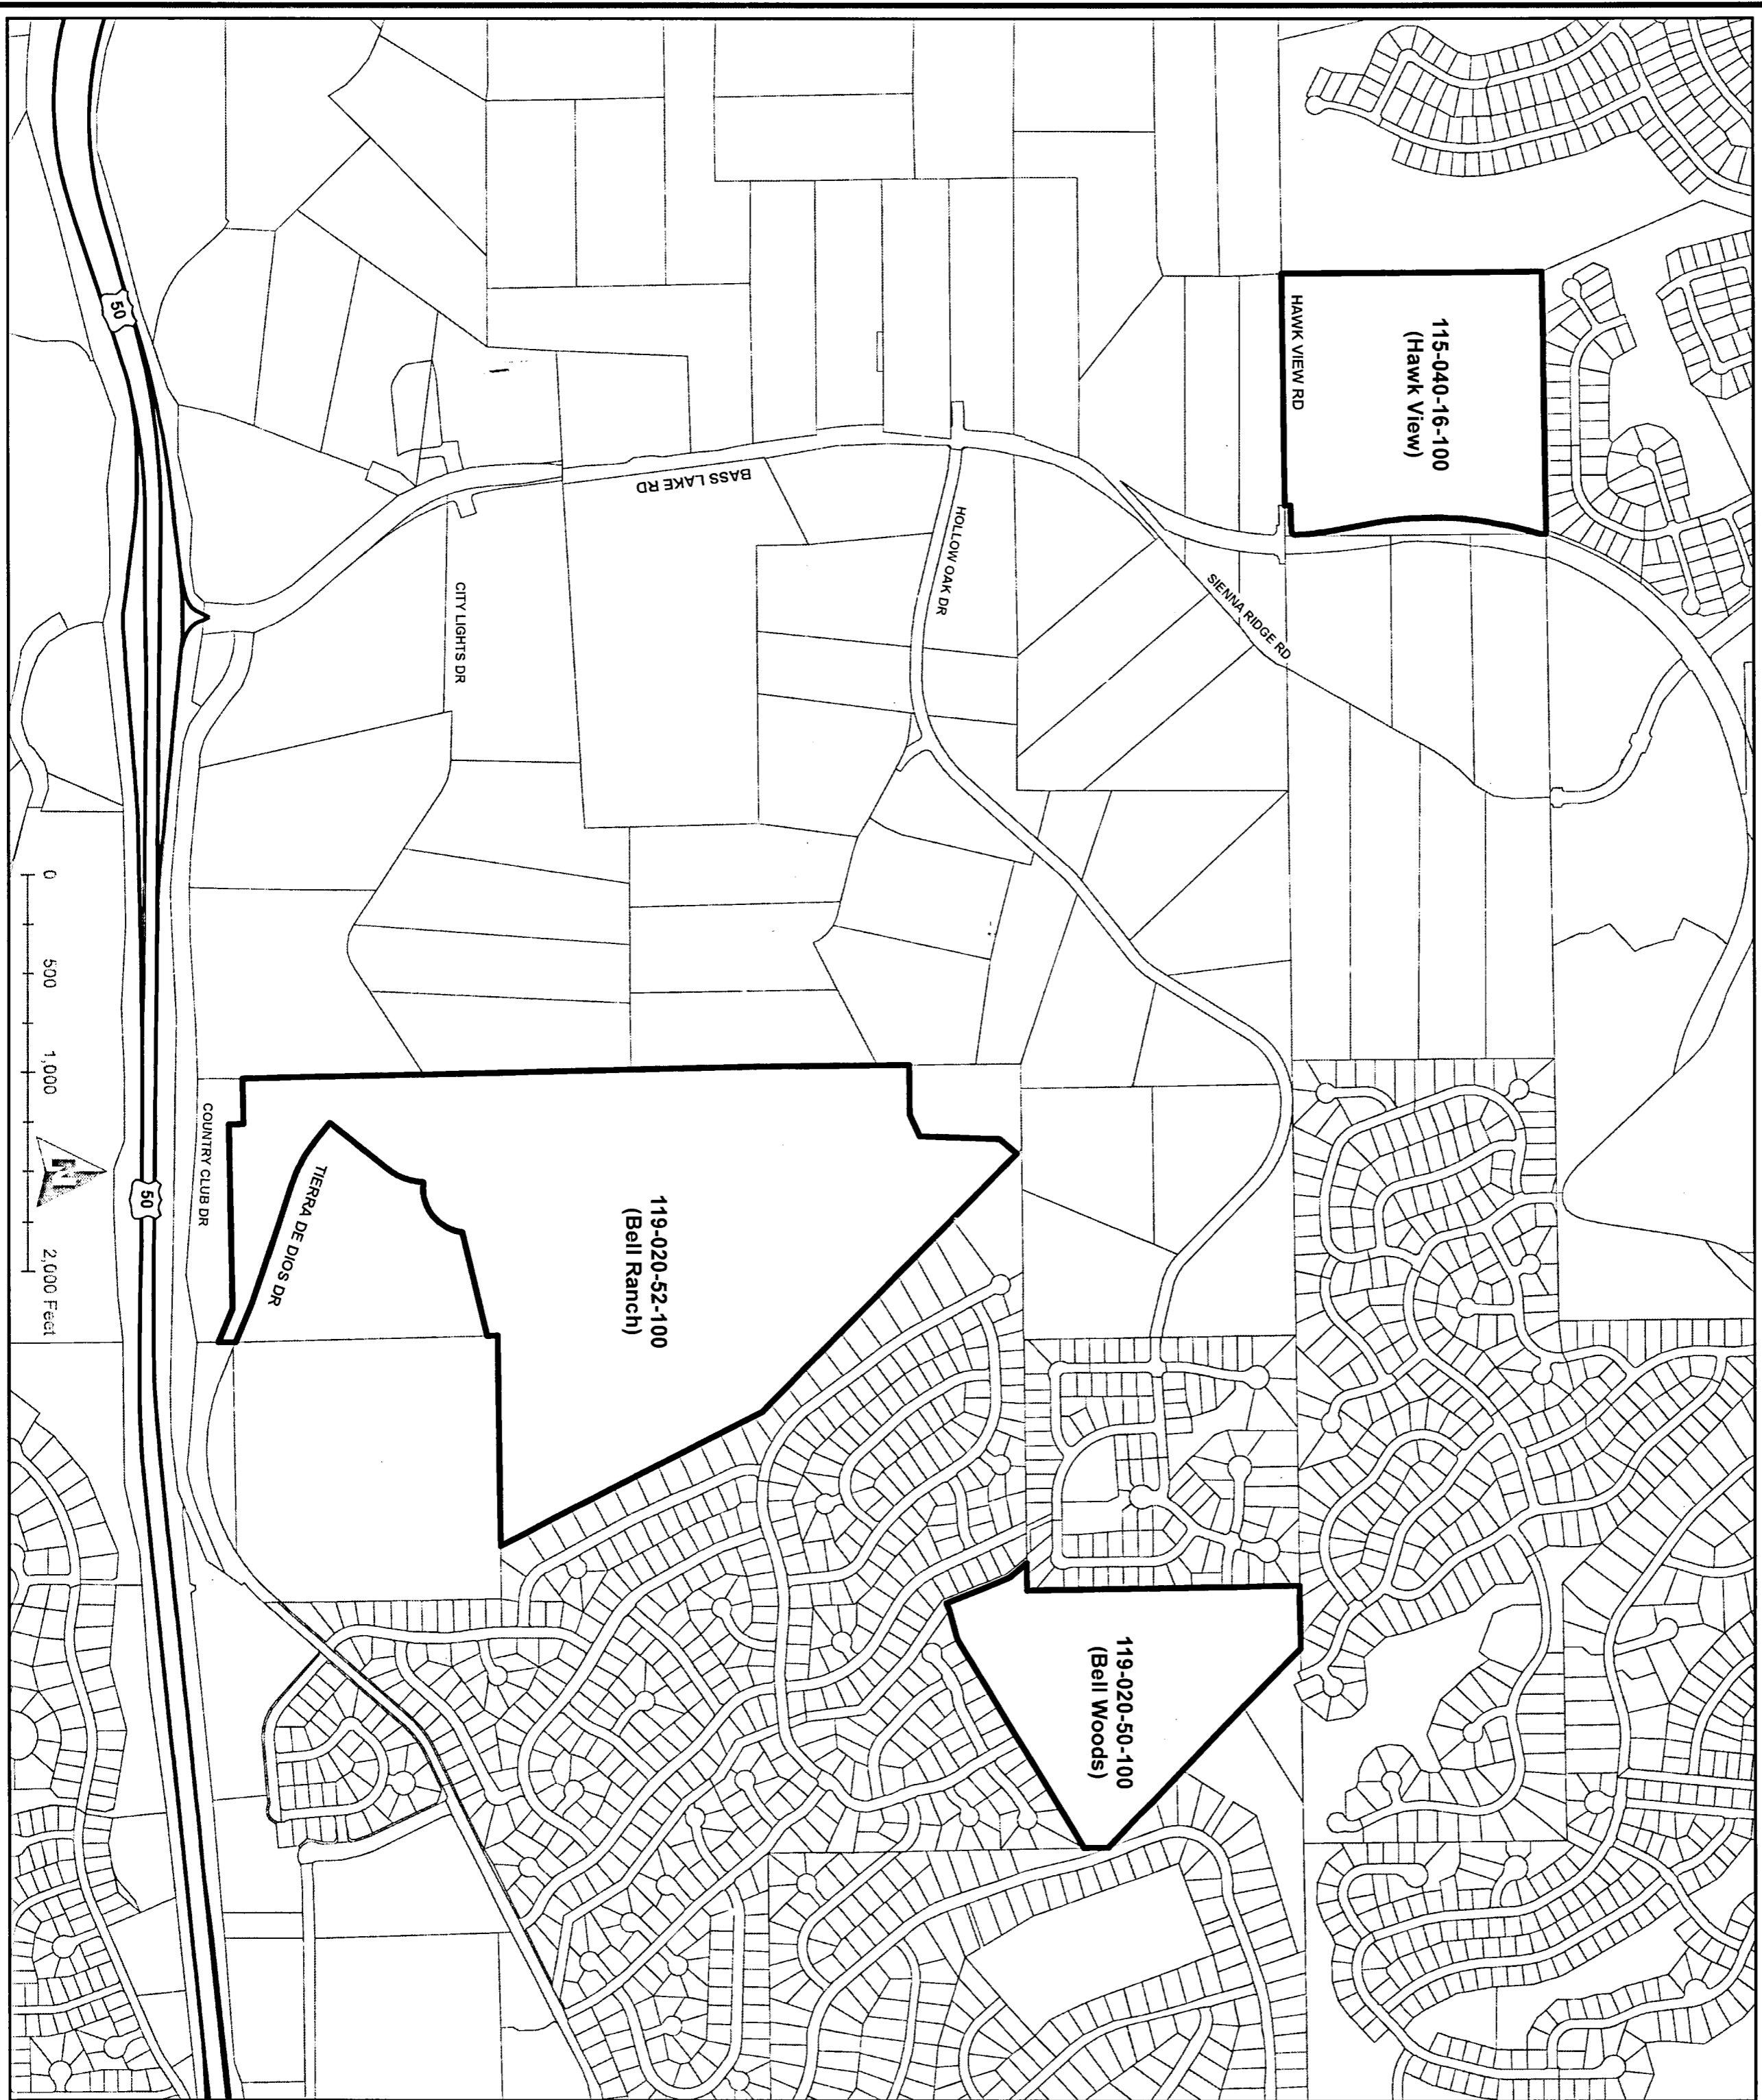 115-040-16-100
(Hawk View)
HAWK VIEW RD
SIENNA RIDGE RD
HOLLOW OAK DR
BASS LAKE RD
CITY LIGHTS DR
50
119-020-50-100
(Bell Woods)
119-020-52-100
(Bell Ranch)
TIERRA DE DIOS DR
COUNTRY CLUB DR
50
0 500 1,000 2,000 Feet
N